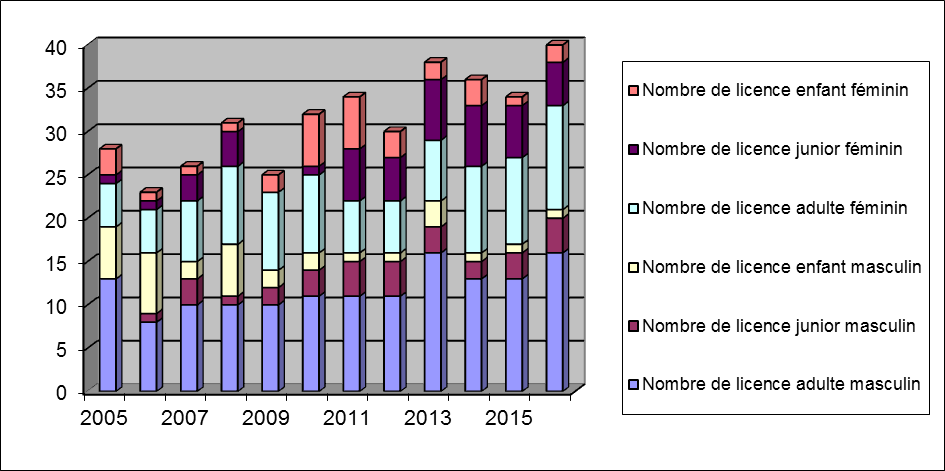 40
35
30
25
20
15
10
5
0
2005 2007 2009 2011 2013 2015
Nombre de licence enfant féminin
Nombre de licence junior féminin
Nombre de licence adulte féminin
Nombre de licence enfant masculin
Nombre de licence junior masculin
Nombre de licence adulte masculin